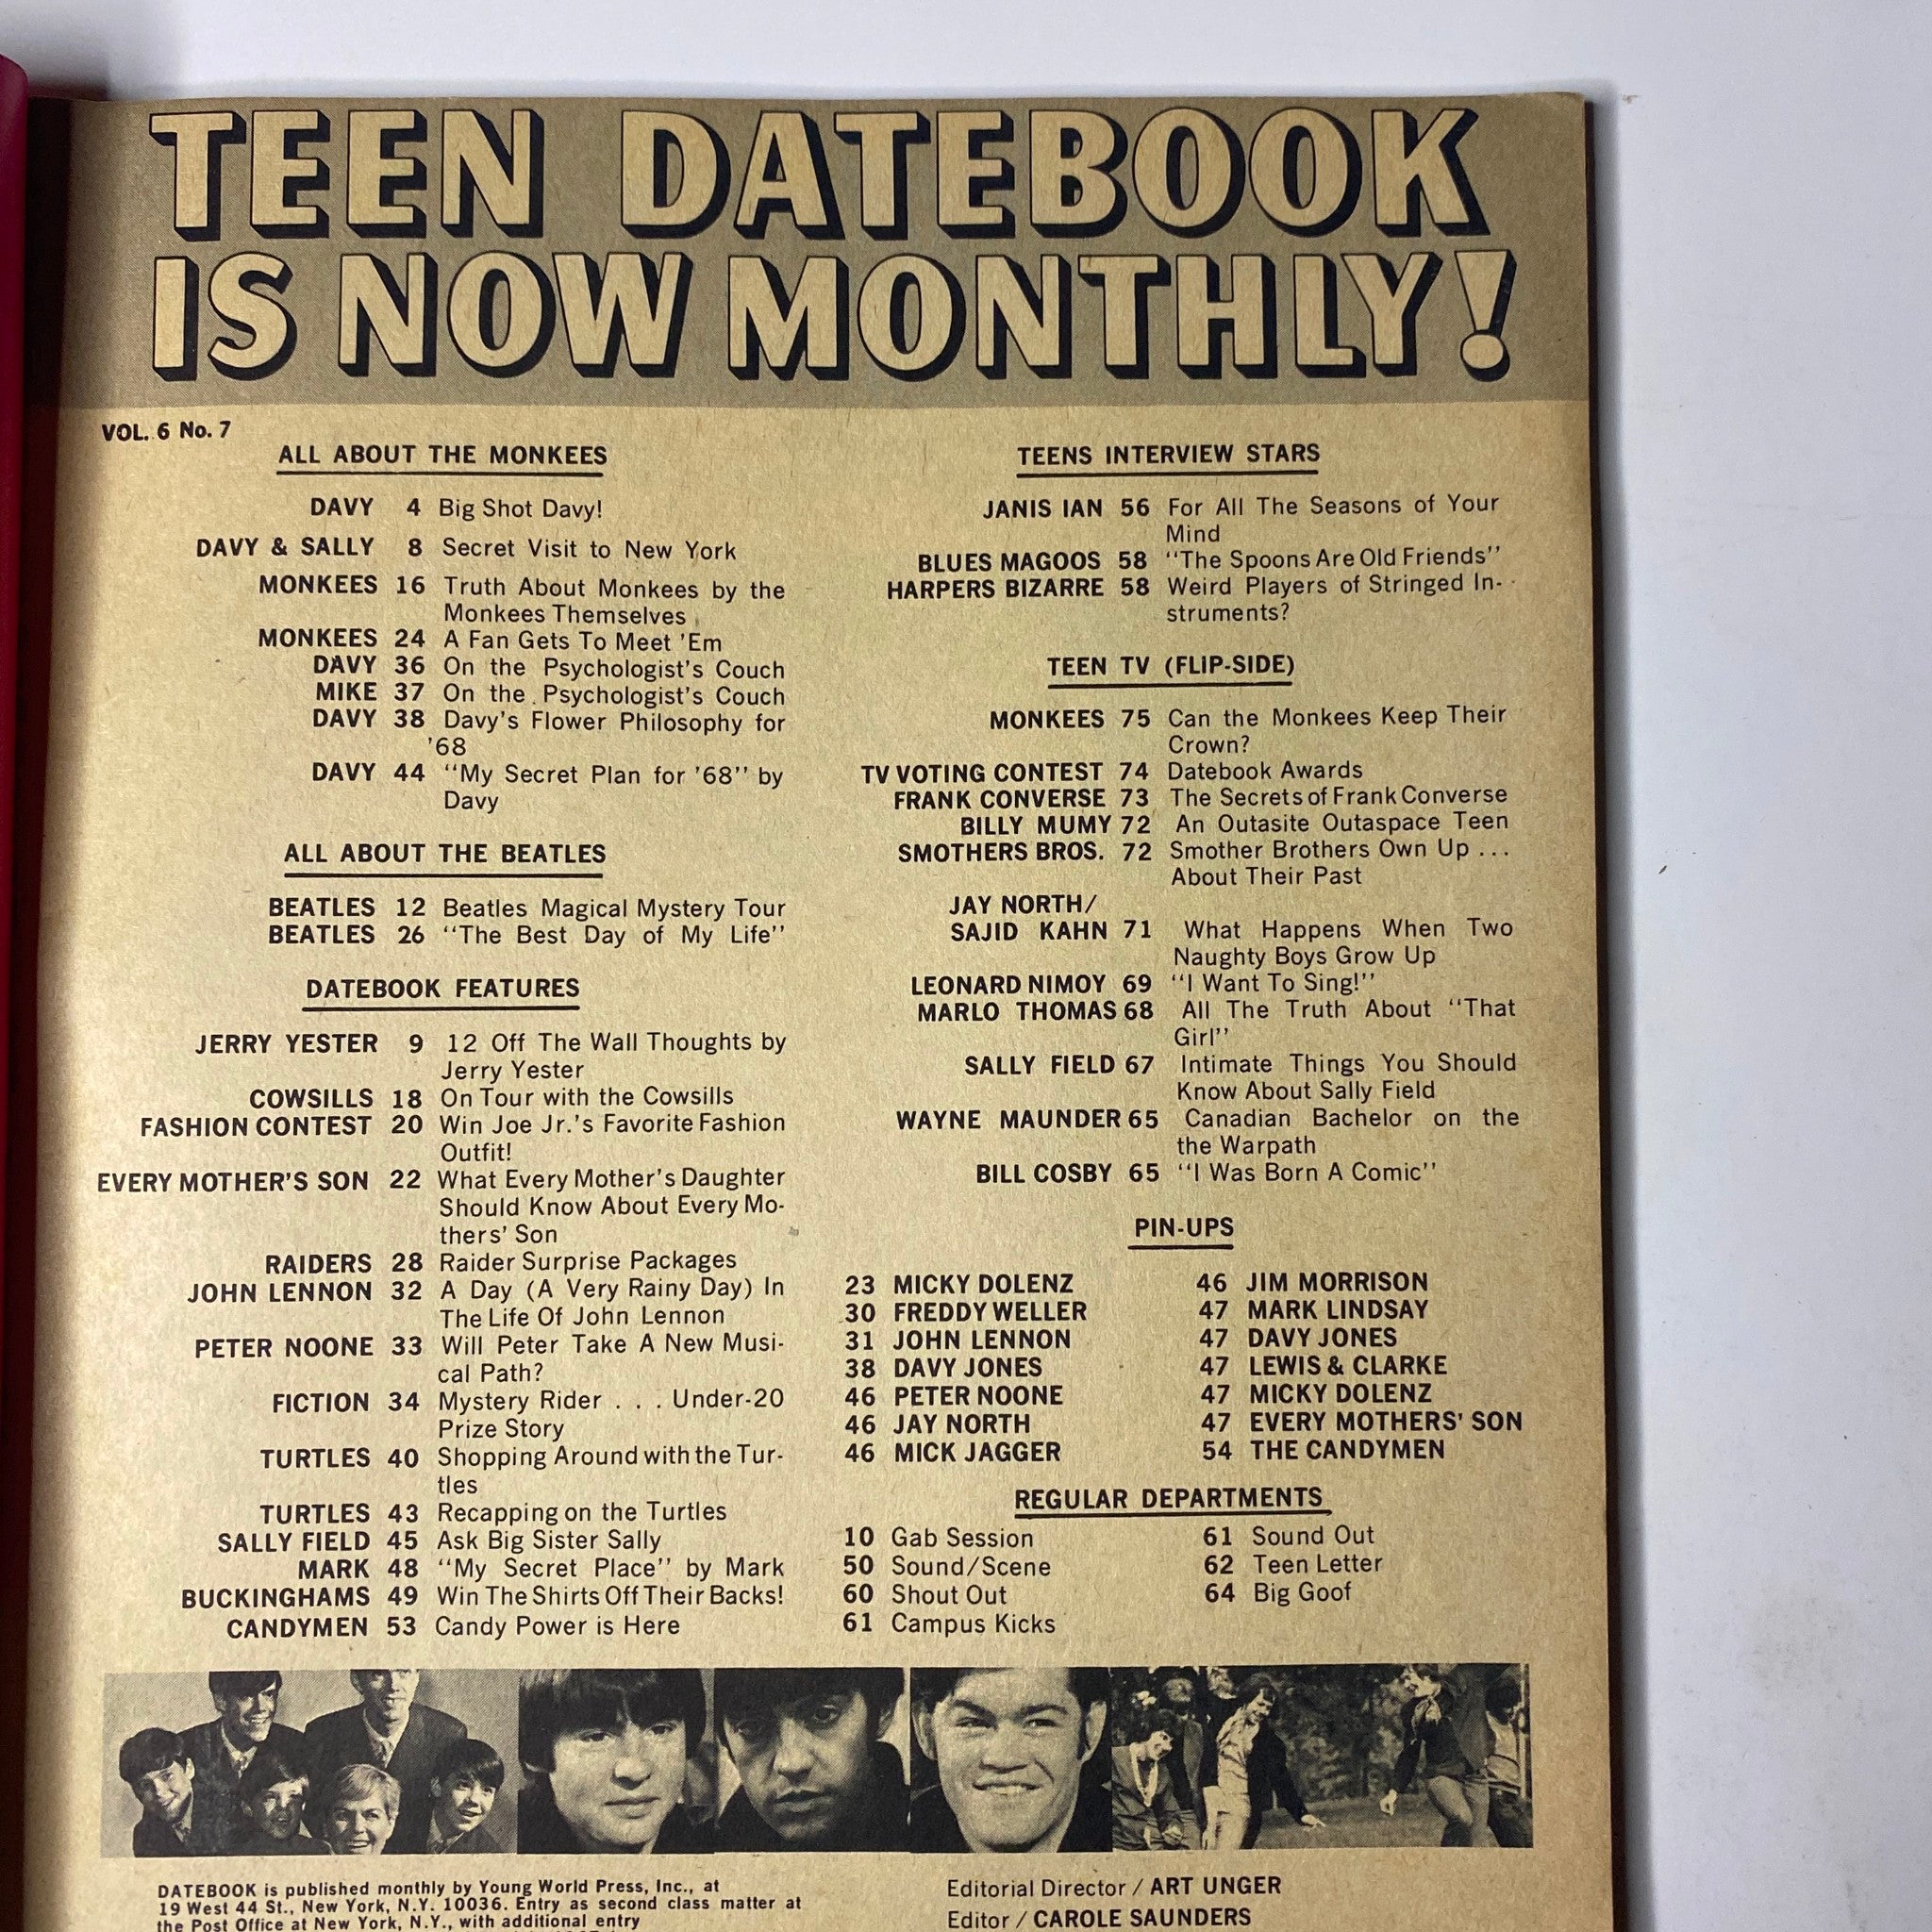 TEEN DATEBOOK
IS NOW MONTHLY!
VOL. 6 No. 7
ALL ABOUT THE MONKEES
DAVY 4 Big Shot Davy!
DAVY & SALLY 8 Secret Visit to New York
MONKEES 16 Truth About Monkees by the
Monkees Themselves
MONKEES 24 A Fan Gets To Meet 'Em
DAVY 36 On the Psychologist's Couch
MIKE 37 On the Psychologist's Couch
DAVY 38 Davy's Flower Philosophy for
'68
DAVY 44 "My Secret Plan for '68" by
Davy
ALL ABOUT THE BEATLES
BEATLES 12 Beatles Magical Mystery Tour
BEATLES 26 "The Best Day of My Life"
DATEBOOK FEATURES
JERRY YESTER 9 12 Off The Wall Thoughts by
Jerry Yester
COWSILLS 18 On Tour with the Cowsills
FASHION CONTEST 20 Win Joe Jr.'s Favorite Fashion
Outfit!
EVERY MOTHER'S SON 22 What Every Mother's Daughter
Should Know About Every Mo-
thers' Son
RAIDERS 28 Raider Surprise Packages
JOHN LENNON 32 A Day (A Very Rainy Day) In
The Life Of John Lennon
PETER NOONE 33 Will Peter Take A New Musi-
cal Path?
FICTION 34 Mystery Rider . . . Under-20
Prize Story
TURTLES 40 Shopping Around with the Tur-
tles
TURTLES 43 Recapping on the Turtles
SALLY FIELD 45 Ask Big Sister Sally
MARK 48 "My Secret Place" by Mark
BUCKINGHAMS 49 Win The Shirts Off Their Backs!
CANDYMEN 53 Candy Power is Here
TEENS INTERVIEW STARS
JANIS IAN 56 For All The Seasons of Your
Mind
BLUES MAGOOS 58 "The Spoons Are Old Friends"
HARPERS BIZARRE 58 Weird Players of Stringed In-
struments?
TEEN TV (FLIP-SIDE)
MONKEES 75 Can the Monkees Keep Their
Crown?
TV VOTING CONTEST 74 Datebook Awards
FRANK CONVERSE 73 The Secrets of Frank Converse
BILLY MUMY 72 An Outasite Outaspace Teen
SMOTHERS BROS. 72 Smother Brothers Own Up ...
About Their Past
JAY NORTH/
SAJID KAHN 71 What Happens When Two
Naughty Boys Grow Up
LEONARD NIMOY 69 "I Want To Sing!"
MARLO THOMAS 68 All The Truth About "That
Girl"
SALLY FIELD 67 Intimate Things You Should
Know About Sally Field
WAYNE MAUNDER 65 Canadian Bachelor on the
the Warpath
BILL COSBY 65 "I Was Born A Comic"
PIN-UPS
23 MICKY DOLENZ
30 FREDDY WELLER
31 JOHN LENNON
38 DAVY JONES
46 PETER NOONE
46 JAY NORTH
46 MICK JAGGER
46 JIM MORRISON
47 MARK LINDSAY
47 DAVY JONES
47 LEWIS & CLARKE
47 MICKY DOLENZ
47 EVERY MOTHERS' SON
54 THE CANDYMEN
REGULAR DEPARTMENTS
10 Gab Session
50 Sound/Scene
60 Shout Out
61 Campus Kicks
61 Sound Out
62 Teen Letter
64 Big Goof
DATEBOOK is published monthly by Young World Press, Inc., at
19 West 44 St., New York, N.Y. 10036. Entry as second class matter at
the Post Office at New York, N.Y., with additional entry
Editorial Director / ART UNGER
Editor / CAROLE SAUNDERS